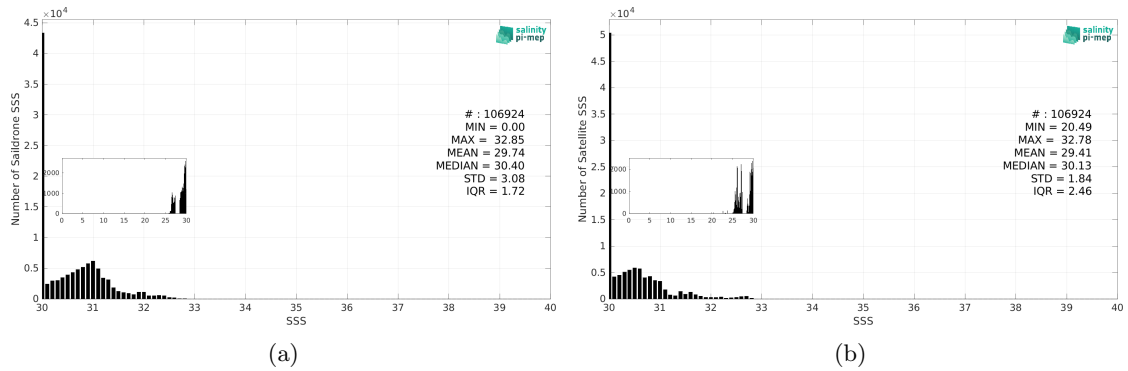 ×10⁴
4.5
4
3.5
3
2.5
2
1.5
1
0.5
0
Number of Saildrone SSS
30 31 32 33 34 35 36 37 38 39 40
SSS
salinity
pi-mep
# : 106924
MIN = 0.00
MAX = 32.85
MEAN = 29.74
MEDIAN = 30.40
STD = 3.08
IQR = 1.72
2000
1000
0
0 5 10 15 20 25 30
(a)
×10⁴
5
4.5
4
3.5
3
2.5
2
1.5
1
0.5
0
Number of Satellite SSS
30 31 32 33 34 35 36 37 38 39 40
SSS
salinity
pi-mep
# : 106924
MIN = 20.49
MAX = 32.78
MEAN = 29.41
MEDIAN = 30.13
STD = 1.84
IQR = 2.46
2000
1000
0
0 5 10 15 20 25 30
(b)